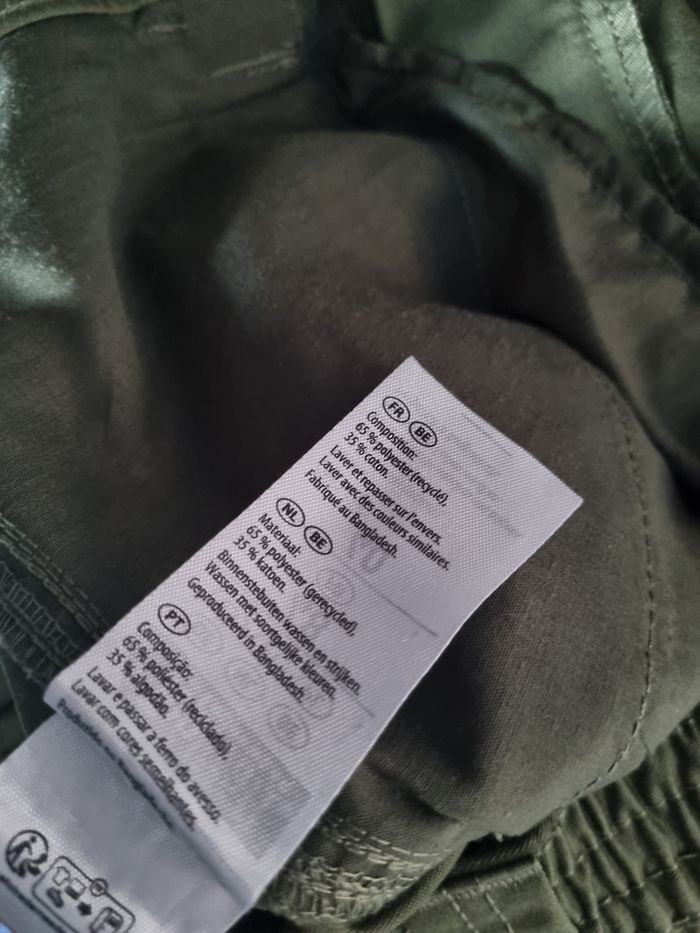 FR BE
Composition:
65 % polyester (recyclé),
35 % coton.
Laver et repasser sur l'envers.
Laver avec des couleurs similaires.
Fabriqué au Bangladesh.
NL BE
Materiaal:
65 % polyester (gerecycled),
35 % katoen.
Binnenstebuiten wassen en strijken.
Wassen met soortgelijke kleuren.
Geproduceerd in Bangladesh.
PT
Composição:
65 % poliéster (reciclado),
35 % algodão.
Lavar e passar a ferro do avesso.
Lavar com cores semelhantes.